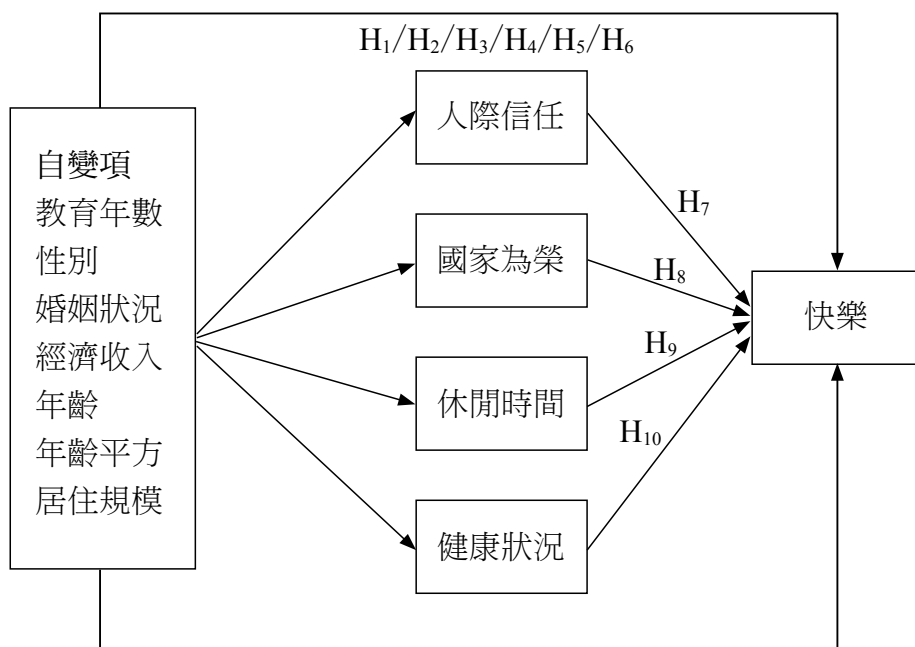 H₁/H₂/H₃/H₄/H₅/H₆
自變項
教育年數
性別
婚姻狀況
經濟收入
年齡
年齡平方
居住規模
人際信任
國家為榮
休閒時間
健康狀況
H₇
H₈
H₉
H₁₀
快樂